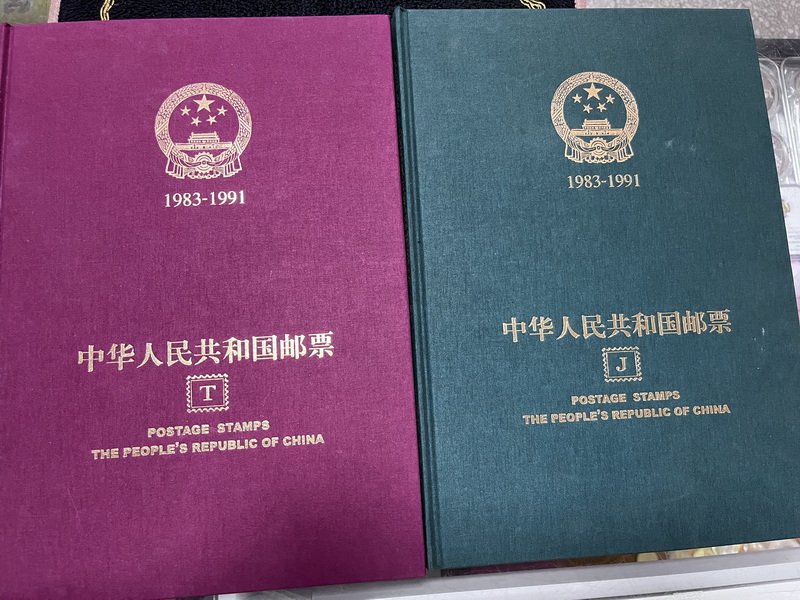 1983-1991
中华人民共和国邮票
T
POSTAGE STAMPS
THE PEOPLE'S REPUBLIC OF CHINA
1983-1991
中华人民共和国邮票
J
POSTAGE STAMPS
THE PEOPLE'S REPUBLIC OF CHINA